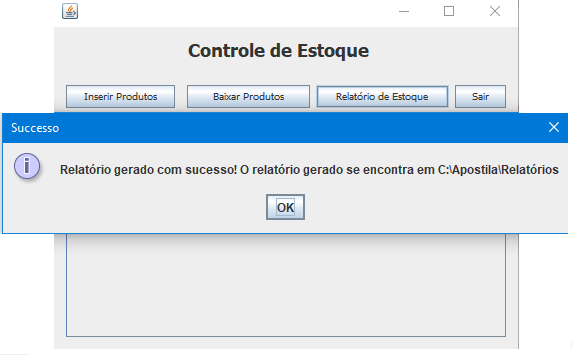 Controle de Estoque
Inserir Produtos Baixar Produtos Relatório de Estoque Sair
Successo
Relatório gerado com sucesso! O relatório gerado se encontra em C:\Apostila\Relatórios
OK